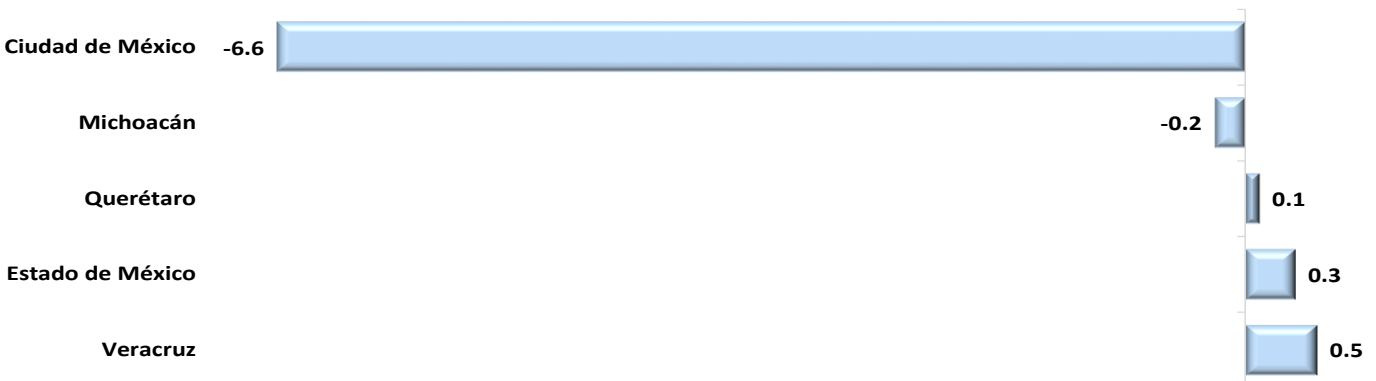 Ciudad de México -6.6
Michoacán -0.2
Querétaro 0.1
Estado de México 0.3
Veracruz 0.5